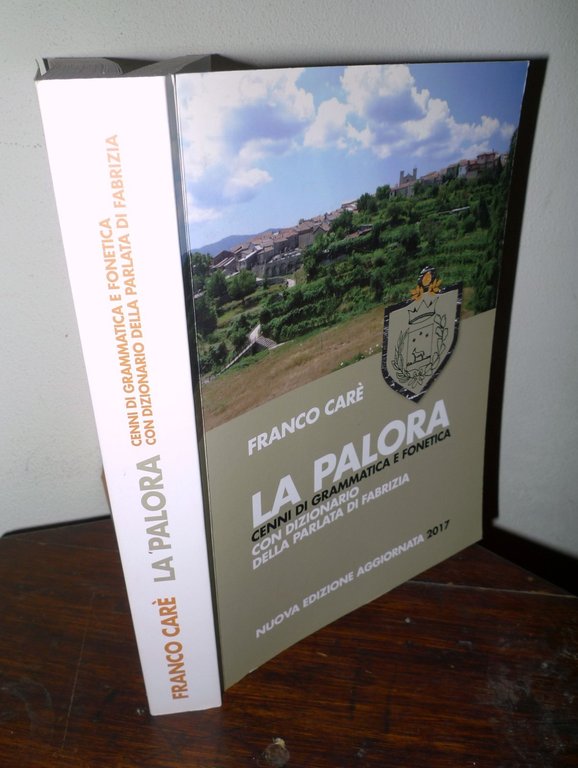 FRANCO CARÈ LA PALORA CENNI DI GRAMMATICA E FONETICA
CON DIZIONARIO DELLA PARLATA DI FABRIZIA
FRANCO CARÈ
LA PALORA
CENNI DI GRAMMATICA E FONETICA
CON DIZIONARIO
DELLA PARLATA DI FABRIZIA
NUOVA EDIZIONE AGGIORNATA 2017